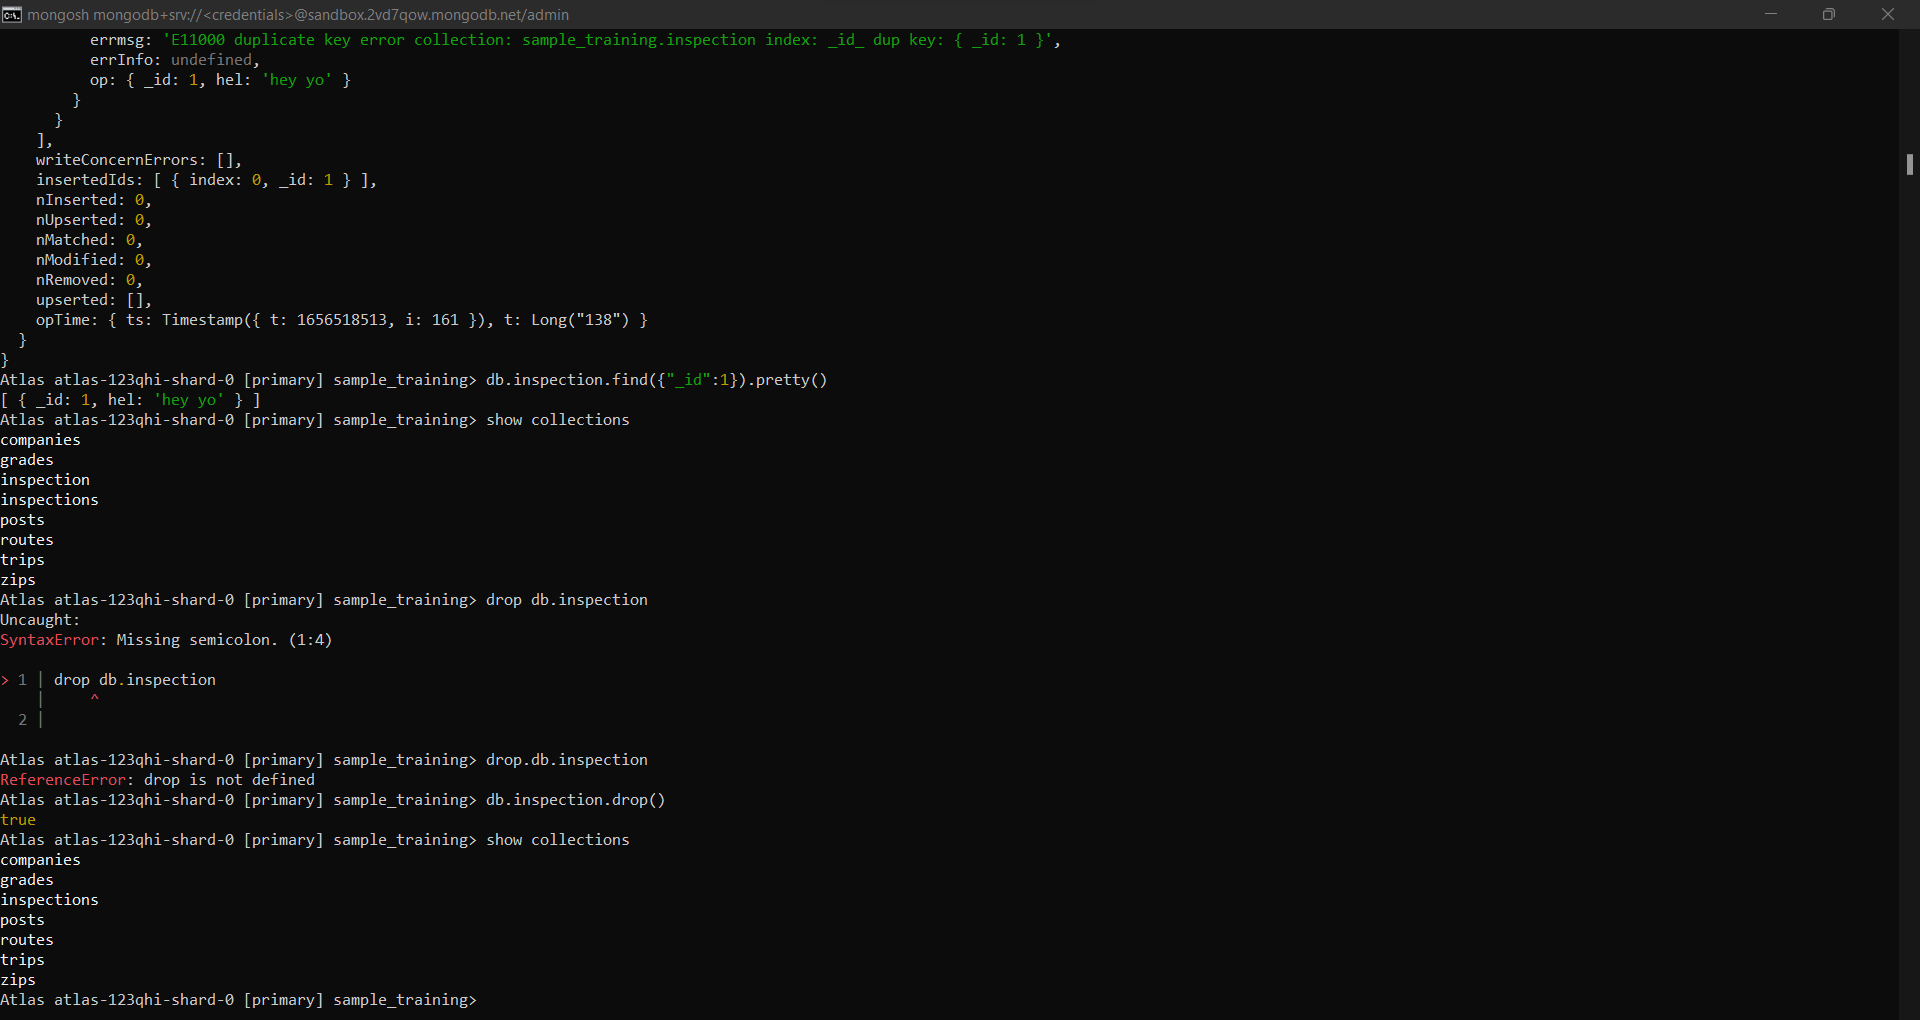 mongosh mongodb+srv://<credentials>@sandbox.2vd7qow.mongodb.net/admin
errmsg: 'E11000 duplicate key error collection: sample_training.inspection index: _id_ dup key: { _id: 1 }',
errInfo: undefined,
op: { _id: 1, hel: 'hey yo' }
}
}
],
writeConcernErrors: [],
insertedIds: [ { index: 0, _id: 1 } ],
nInserted: 0,
nUpserted: 0,
nMatched: 0,
nModified: 0,
nRemoved: 0,
upserted: [],
opTime: { ts: Timestamp({ t: 1656518513, i: 161 }), t: Long("138") }
}
}
Atlas atlas-123qhi-shard-0 [primary] sample_training> db.inspection.find({"_id":1}).pretty()
[ { _id: 1, hel: 'hey yo' } ]
Atlas atlas-123qhi-shard-0 [primary] sample_training> show collections
companies
grades
inspection
inspections
posts
routes
trips
zips
Atlas atlas-123qhi-shard-0 [primary] sample_training> drop db.inspection
Uncaught:
SyntaxError: Missing semicolon. (1:4)
> 1 | drop db.inspection
|     ^
2 |
Atlas atlas-123qhi-shard-0 [primary] sample_training> drop.db.inspection
ReferenceError: drop is not defined
Atlas atlas-123qhi-shard-0 [primary] sample_training> db.inspection.drop()
true
Atlas atlas-123qhi-shard-0 [primary] sample_training> show collections
companies
grades
inspections
posts
routes
trips
zips
Atlas atlas-123qhi-shard-0 [primary] sample_training>